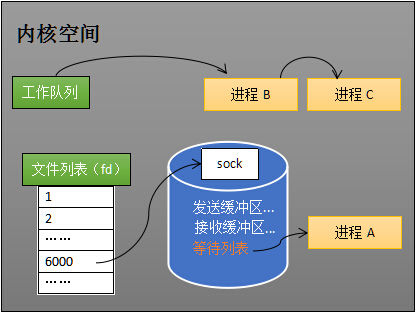 内核空间
工作队列
进程 B
进程 C
文件列表（fd）
1
2
……
6000
……
sock
发送缓冲区...
接收缓冲区...
等待列表
进程 A